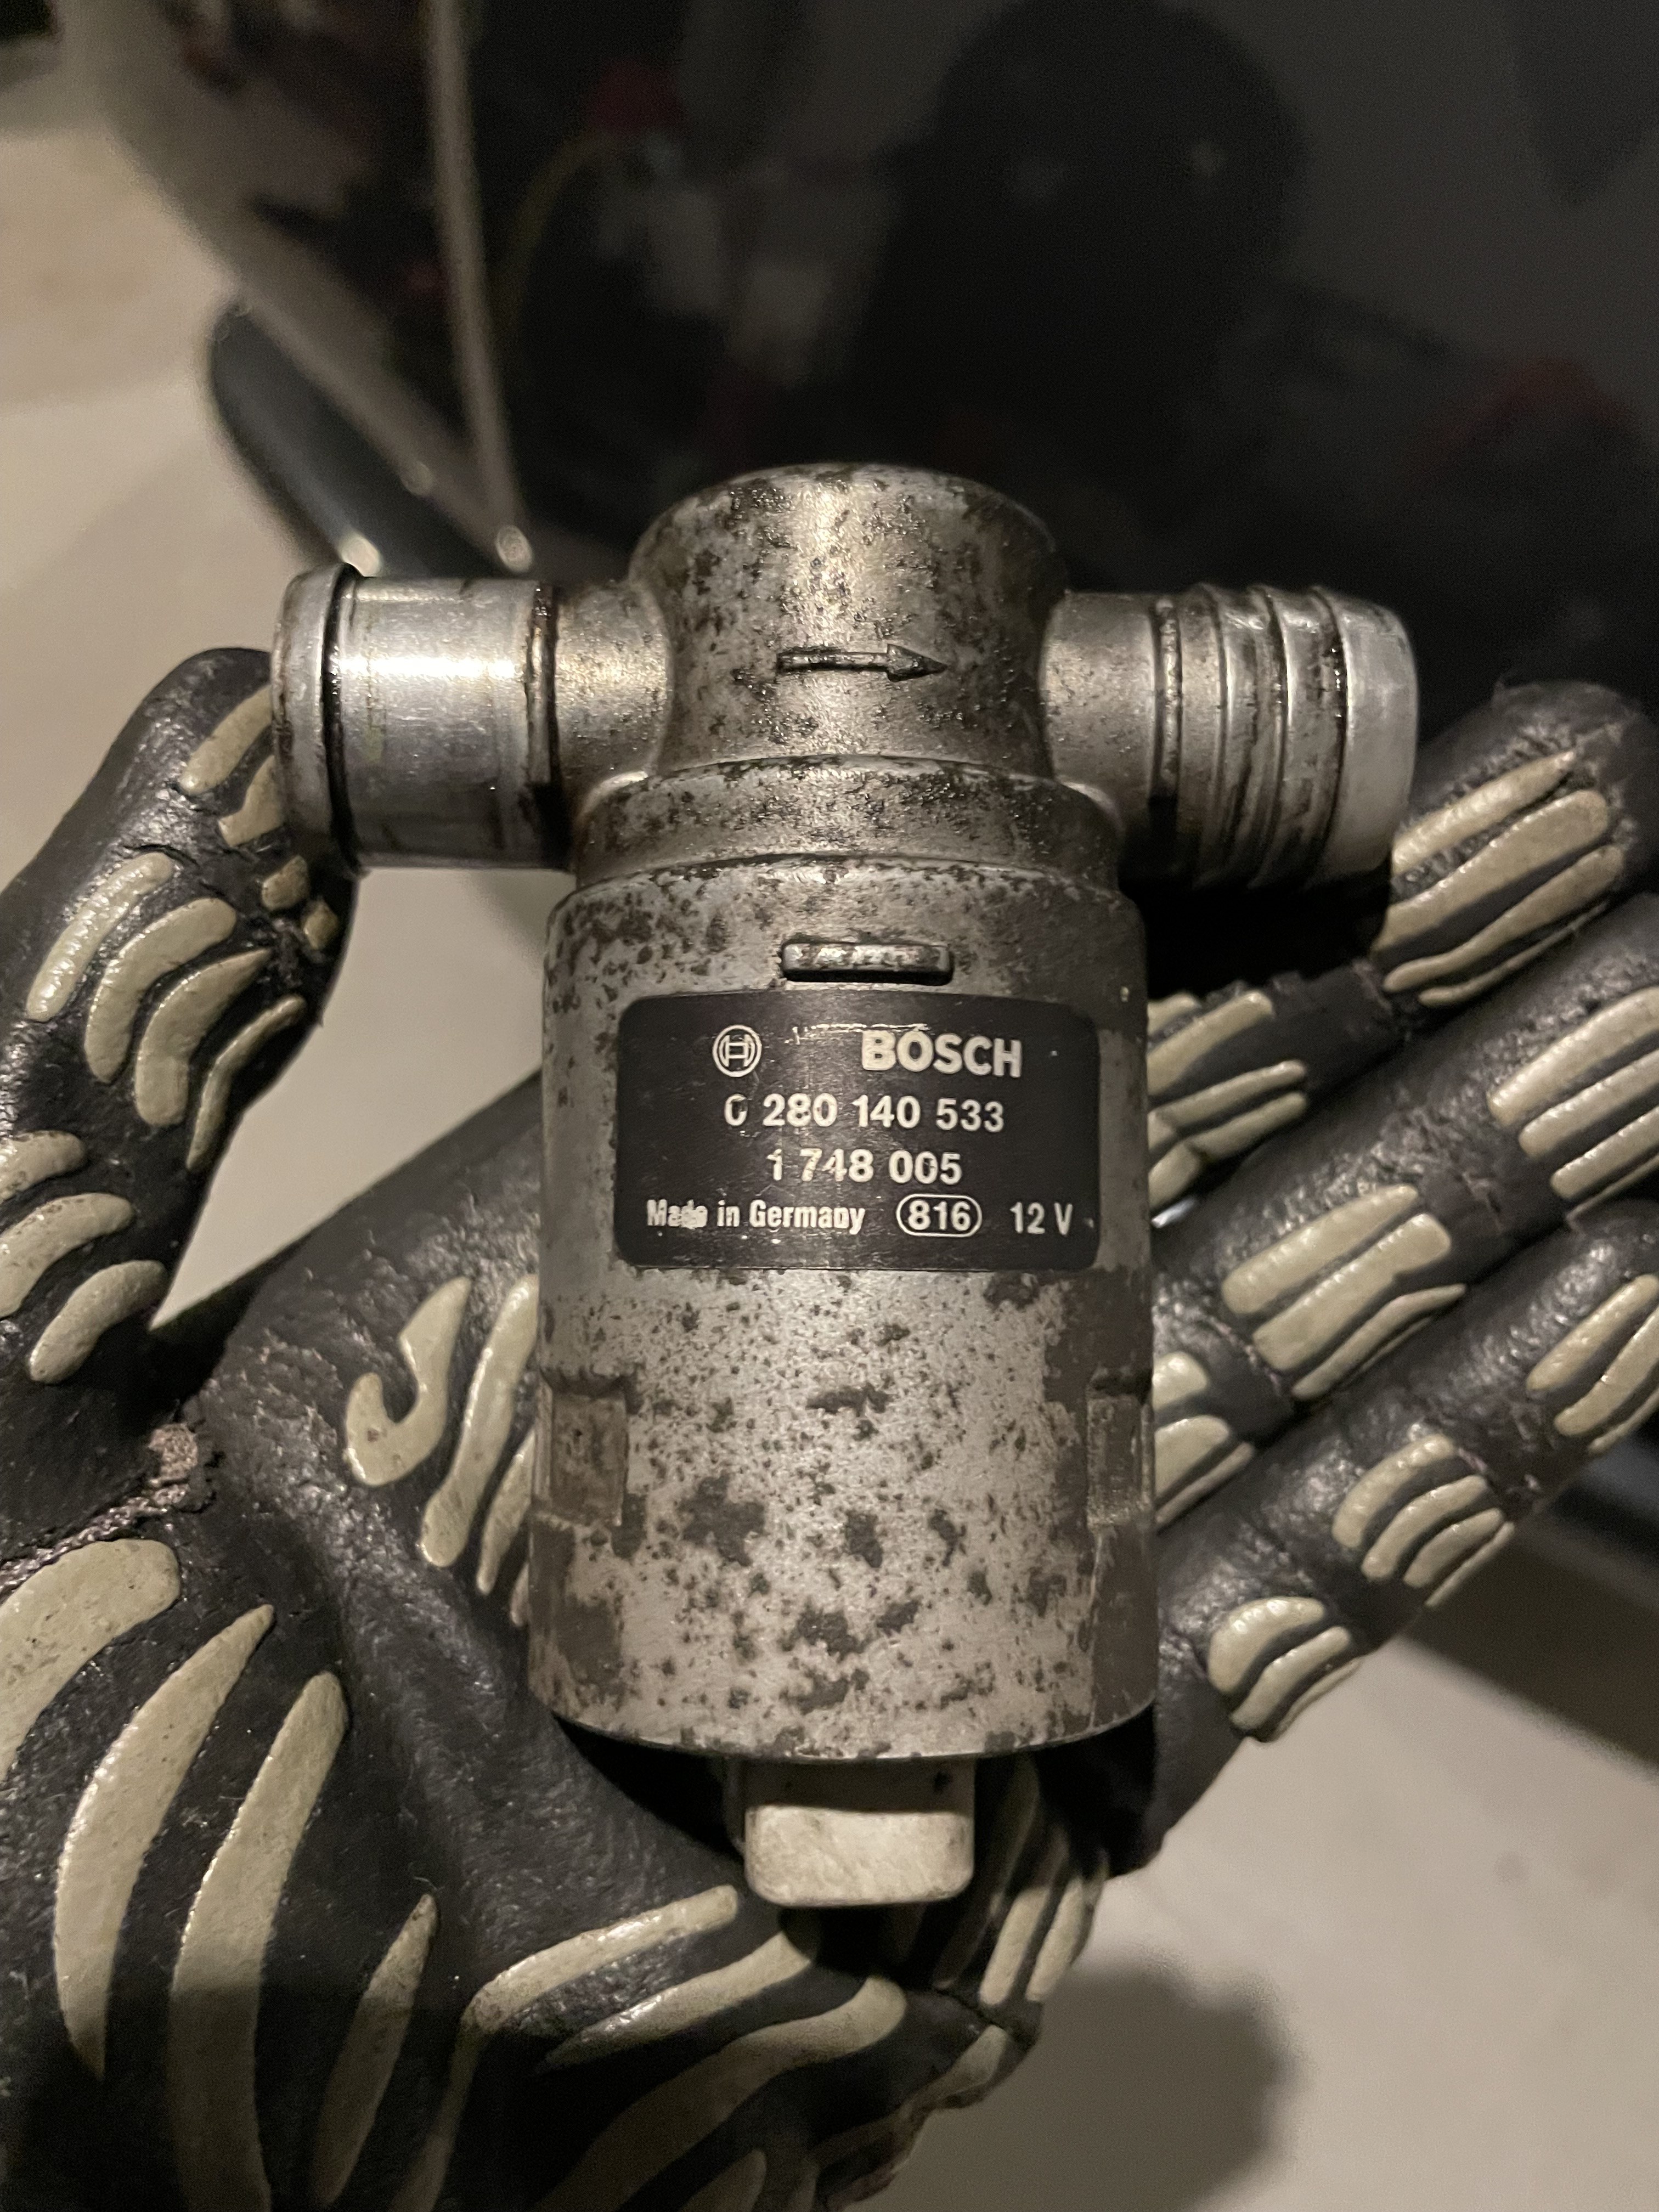 BOSCH
0 280 140 533
1 748 005
Made in Germany 816 12 V